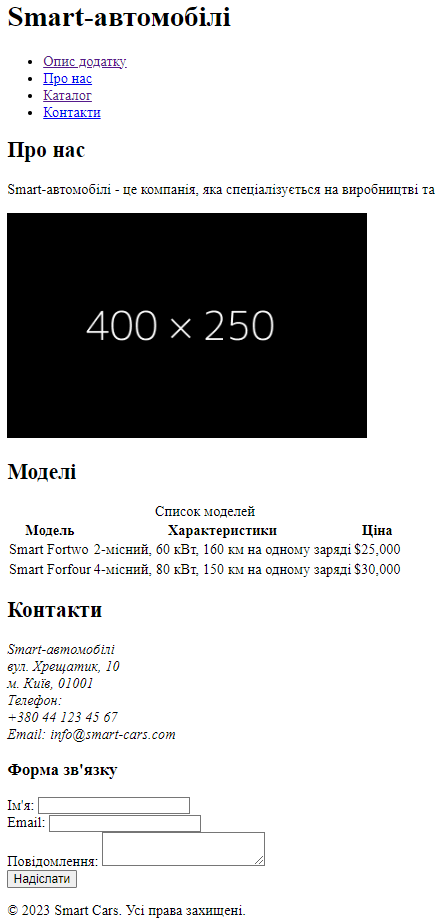 Smart-автомобілі
Опис додатку
Про нас
Каталог
Контакти
Про нас
Smart-автомобілі - це компанія, яка спеціалізується на виробництві та
400 × 250
Моделі
Список моделей
Модель Характеристики Ціна
Smart Fortwo 2-місний, 60 кВт, 160 км на одному заряді $25,000
Smart Forfour 4-місний, 80 кВт, 150 км на одному заряді $30,000
Контакти
Smart-автомобілі
вул. Хрещатик, 10
м. Київ, 01001
Телефон:
+380 44 123 45 67
Email: info@smart-cars.com
Форма зв'язку
Ім'я:
Email:
Повідомлення:
Надіслати
© 2023 Smart Cars. Усі права захищені.